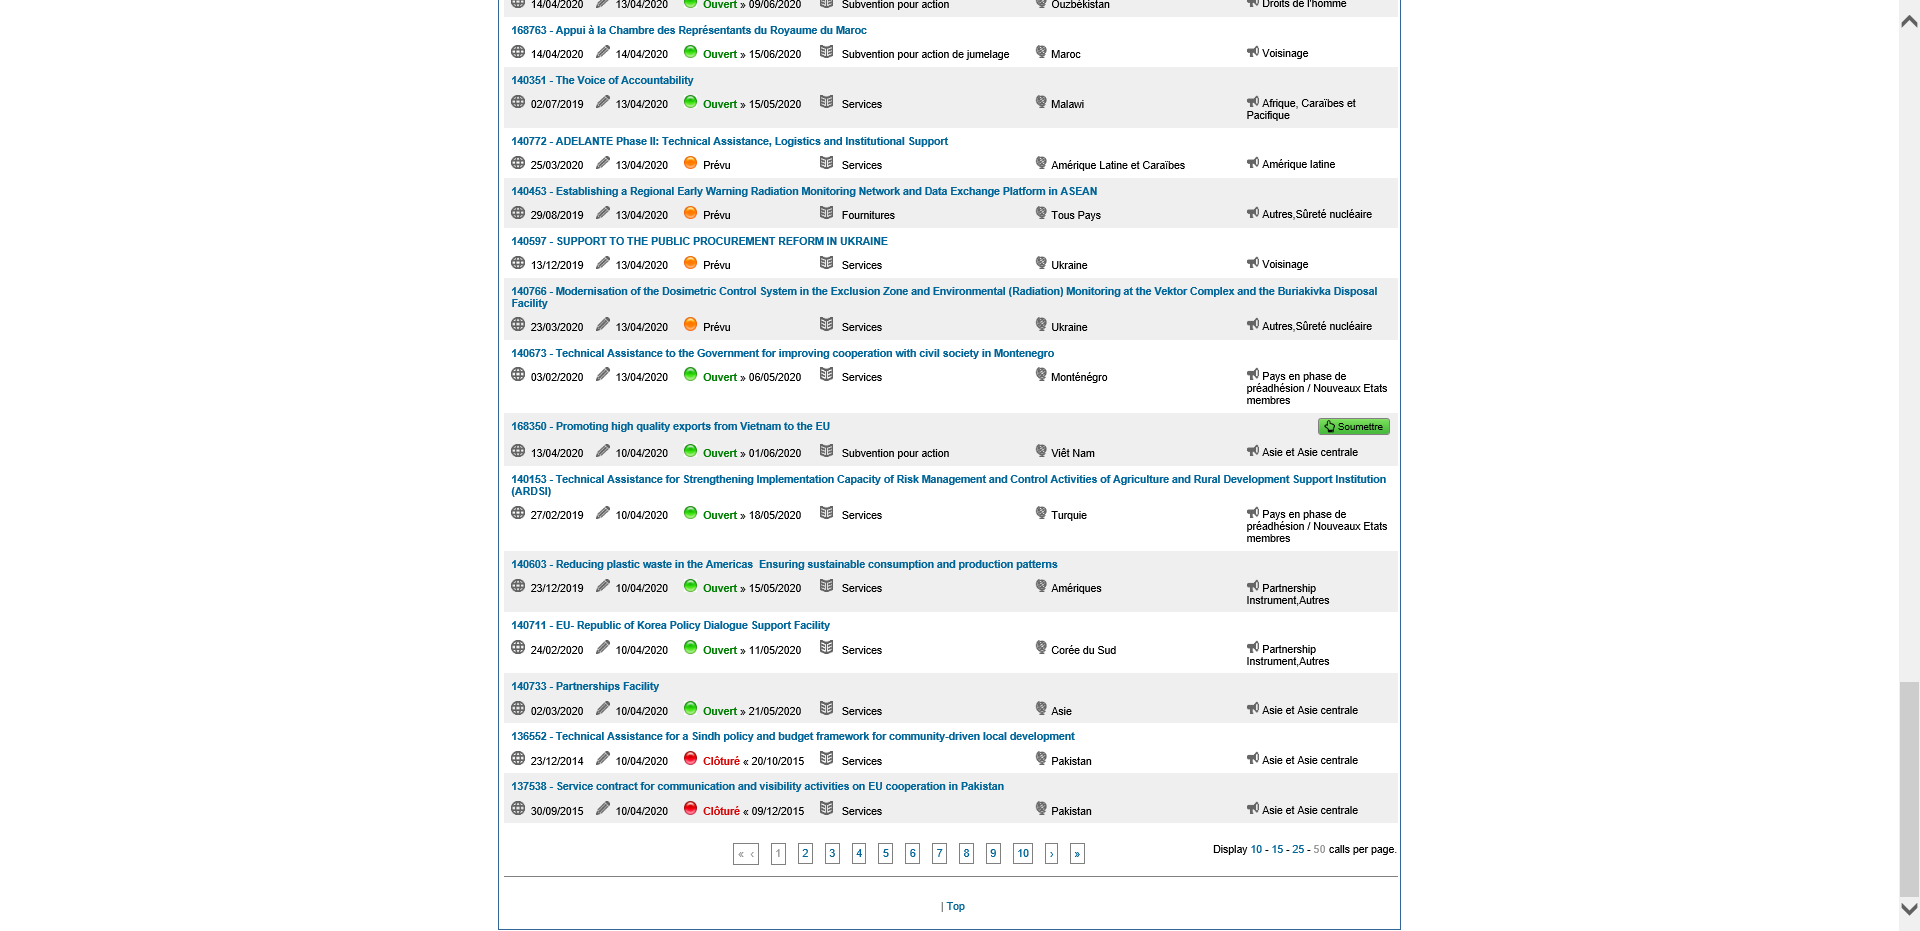 14/04/2020 13/04/2020 Ouvert » 09/06/2020 Subvention pour action Ouzbékistan Droits de l'homme
168763 - Appui à la Chambre des Représentants du Royaume du Maroc
14/04/2020 14/04/2020 Ouvert » 15/06/2020 Subvention pour action de jumelage Maroc Voisinage
140351 - The Voice of Accountability
02/07/2019 13/04/2020 Ouvert » 15/05/2020 Services Malawi Afrique, Caraïbes et
Pacifique
140772 - ADELANTE Phase II: Technical Assistance, Logistics and Institutional Support
25/03/2020 13/04/2020 Prévu Services Amérique Latine et Caraïbes Amérique latine
140453 - Establishing a Regional Early Warning Radiation Monitoring Network and Data Exchange Platform in ASEAN
29/08/2019 13/04/2020 Prévu Fournitures Tous Pays Autres,Sûreté nucléaire
140597 - SUPPORT TO THE PUBLIC PROCUREMENT REFORM IN UKRAINE
13/12/2019 13/04/2020 Prévu Services Ukraine Voisinage
140766 - Modernisation of the Dosimetric Control System in the Exclusion Zone and Environmental (Radiation) Monitoring at the Vektor Complex and the Buriakivka Disposal
Facility
23/03/2020 13/04/2020 Prévu Services Ukraine Autres,Sûreté nucléaire
140673 - Technical Assistance to the Government for improving cooperation with civil society in Montenegro
03/02/2020 13/04/2020 Ouvert » 06/05/2020 Services Monténégro Pays en phase de
préadhésion / Nouveaux Etats
membres
168350 - Promoting high quality exports from Vietnam to the EU Soumettre
13/04/2020 10/04/2020 Ouvert » 01/06/2020 Subvention pour action Viêt Nam Asie et Asie centrale
140153 - Technical Assistance for Strengthening Implementation Capacity of Risk Management and Control Activities of Agriculture and Rural Development Support Institution
(ARDSI)
27/02/2019 10/04/2020 Ouvert » 18/05/2020 Services Turquie Pays en phase de
préadhésion / Nouveaux Etats
membres
140603 - Reducing plastic waste in the Americas Ensuring sustainable consumption and production patterns
23/12/2019 10/04/2020 Ouvert » 15/05/2020 Services Amériques Partnership
Instrument,Autres
140711 - EU- Republic of Korea Policy Dialogue Support Facility
24/02/2020 10/04/2020 Ouvert » 11/05/2020 Services Corée du Sud Partnership
Instrument,Autres
140733 - Partnerships Facility
02/03/2020 10/04/2020 Ouvert » 21/05/2020 Services Asie Asie et Asie centrale
136552 - Technical Assistance for a Sindh policy and budget framework for community-driven local development
23/12/2014 10/04/2020 Clôturé « 20/10/2015 Services Pakistan Asie et Asie centrale
137538 - Service contract for communication and visibility activities on EU cooperation in Pakistan
30/09/2015 10/04/2020 Clôturé « 09/12/2015 Services Pakistan Asie et Asie centrale
« ‹ 1 2 3 4 5 6 7 8 9 10 › » Display 10 - 15 - 25 - 50 calls per page.
| Top